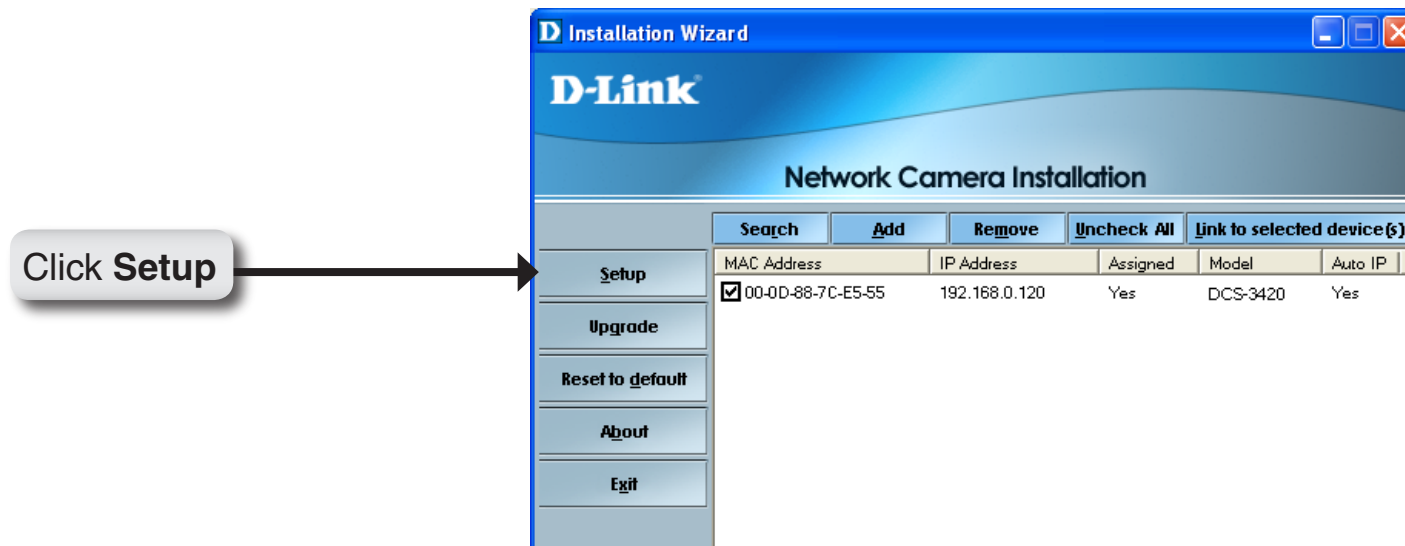 Installation Wizard
D-Link
Network Camera Installation
Search Add Remove Uncheck All Link to selected device(s)
Click Setup
Setup
MAC Address IP Address Assigned Model Auto IP
00-0D-88-7C-E5-55 192.168.0.120 Yes DCS-3420 Yes
Upgrade
Reset to default
About
Exit